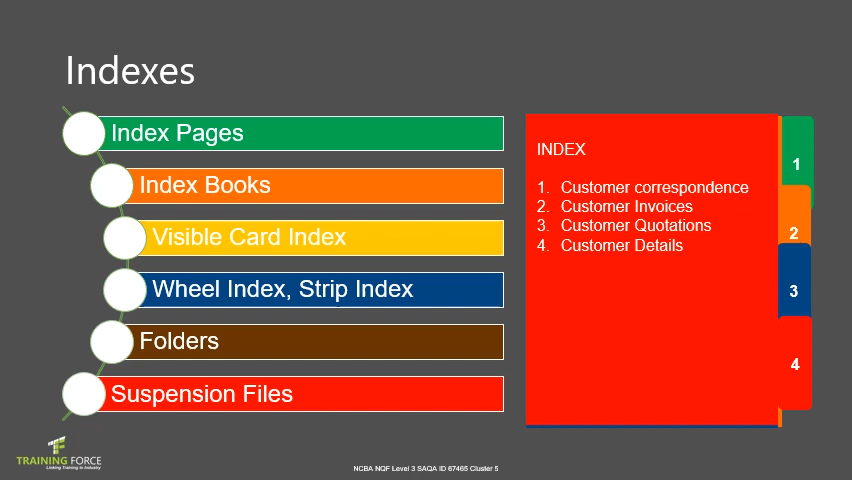 Indexes
Index Pages
Index Books
Visible Card Index
Wheel Index, Strip Index
Folders
Suspension Files
INDEX
1. Customer correspondence
2. Customer Invoices
3. Customer Quotations
4. Customer Details
1
2
3
4
TRAINING FORCE
Linking Training to Industry
NCBA NQF Level 3 SAQA ID 67465 Cluster 5